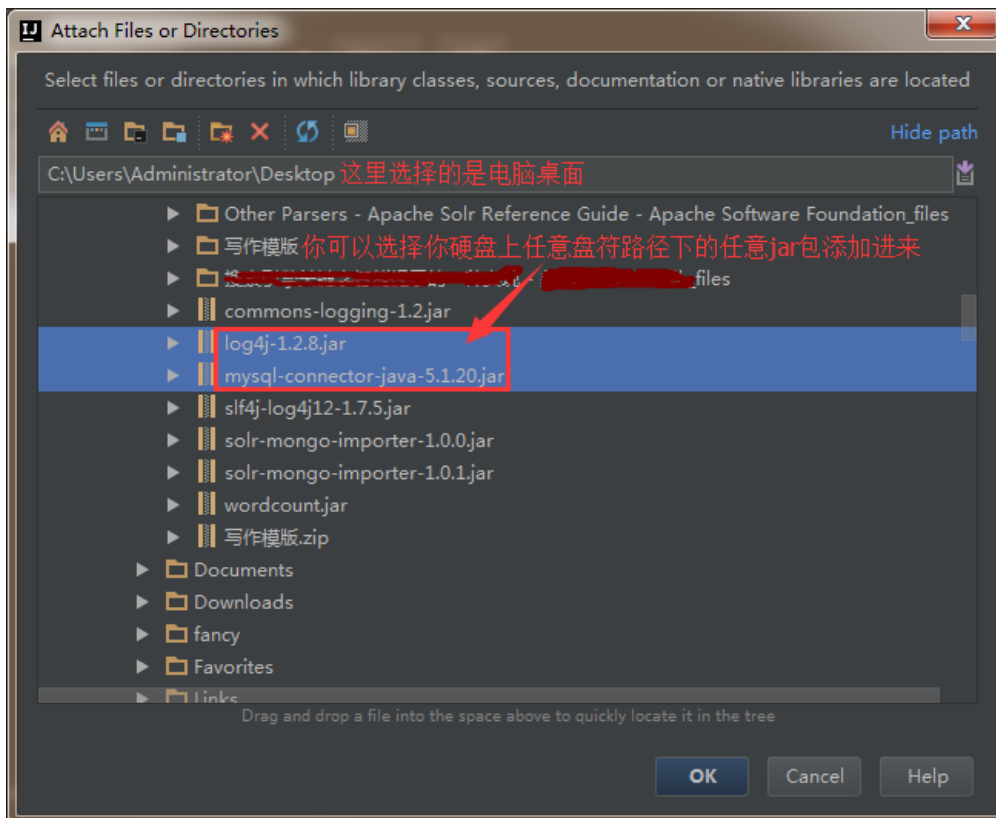 Attach Files or Directories
Select files or directories in which library classes, sources, documentation or native libraries are located
Hide path
C:\Users\Administrator\Desktop 这里选择的是电脑桌面
Other Parsers - Apache Solr Reference Guide - Apache Software Foundation_files
写作模版 你可以选择你硬盘上任意盘符路径下的任意jar包添加进来
_files
commons-logging-1.2.jar
log4j-1.2.8.jar
mysql-connector-java-5.1.20.jar
slf4j-log4j12-1.7.5.jar
solr-mongo-importer-1.0.0.jar
solr-mongo-importer-1.0.1.jar
wordcount.jar
写作模版.zip
Documents
Downloads
fancy
Favorites
Links
Drag and drop a file into the space above to quickly locate it in the tree
OK Cancel Help